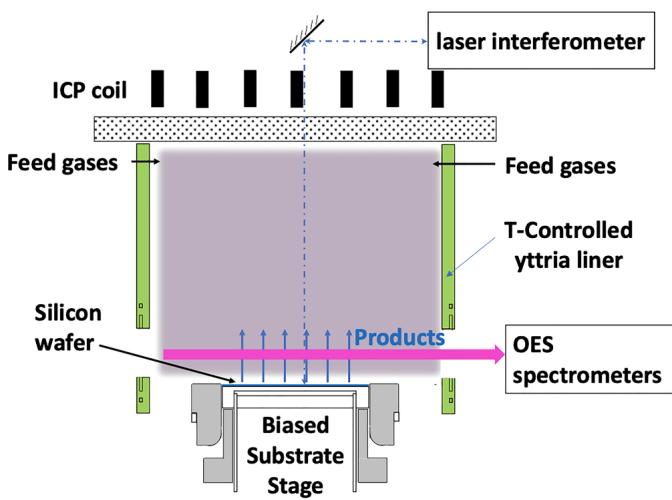 laser interferometer
ICP coil
Feed gases
Feed gases
T-Controlled
yttria liner
Silicon
wafer
Products
OES
spectrometers
Biased
Substrate
Stage